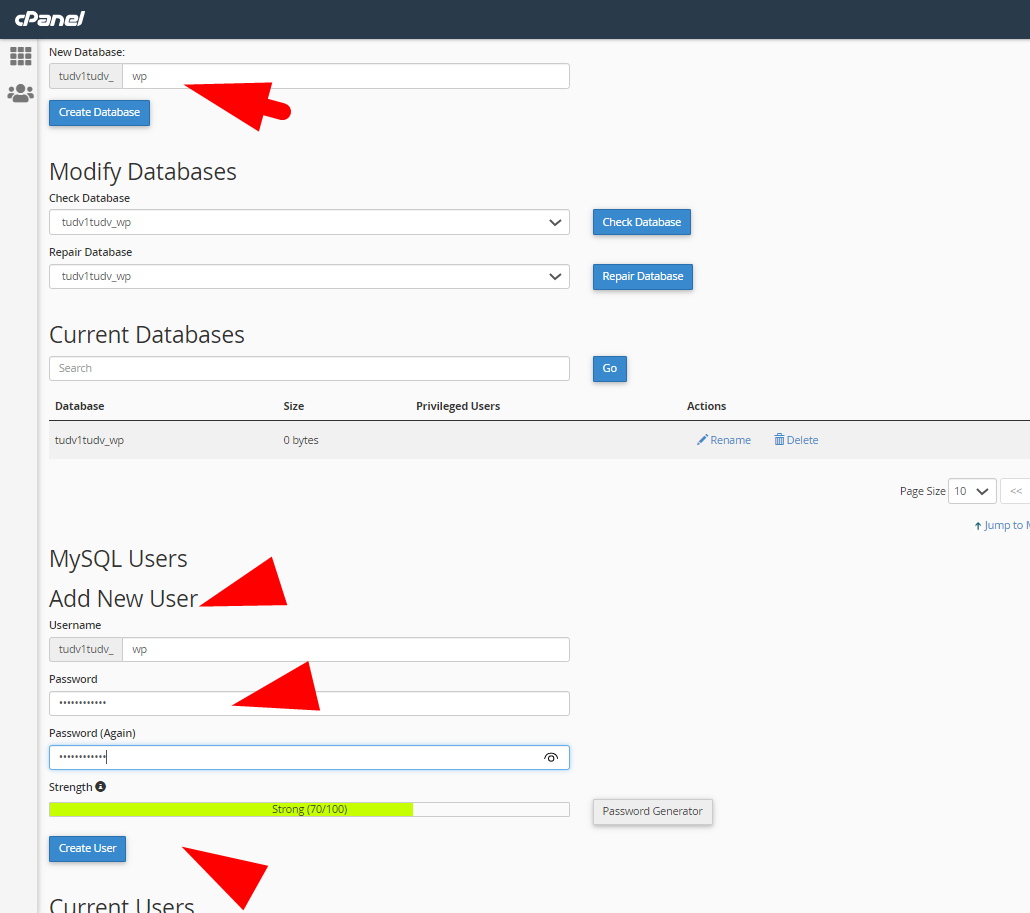 cPanel
New Database:
tudv1tudv_ wp
Create Database
Modify Databases
Check Database
tudv1tudv_wp Check Database
Repair Database
tudv1tudv_wp Repair Database
Current Databases
Search Go
Database Size Privileged Users Actions
tudv1tudv_wp 0 bytes Rename Delete
Page Size 10 <<
Jump to M
MySQL Users
Add New User
Username
tudv1tudv_ wp
Password
••••••••••••
Password (Again)
••••••••••••
Strength
Strong (70/100) Password Generator
Create User
Current Users